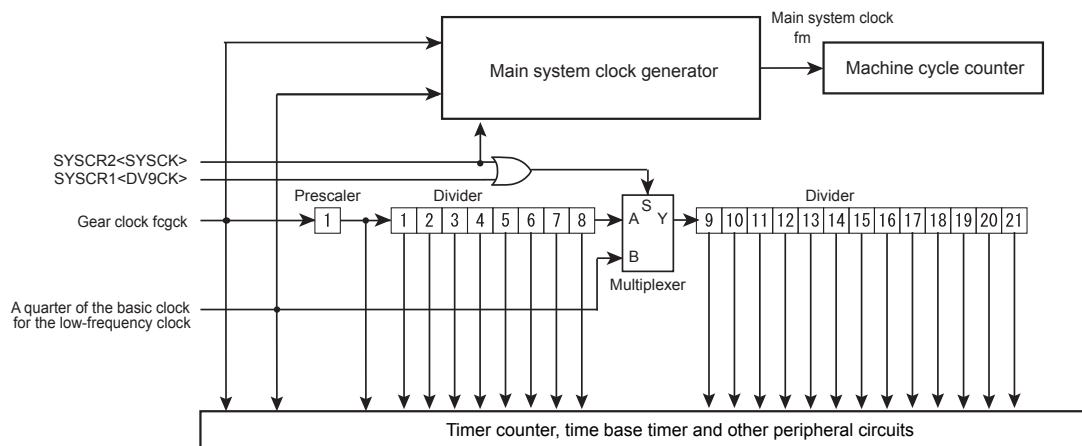 Main system clock
fm
Main system clock generator
Machine cycle counter
SYSCR2<SYSCK>
SYSCR1<DV9CK>
Prescaler
Divider
Divider
Gear clock fcgck
1
1 2 3 4 5 6 7 8
S
A Y
B
9 10 11 12 13 14 15 16 17 18 19 20 21
Multiplexer
A quarter of the basic clock
for the low-frequency clock
Timer counter, time base timer and other peripheral circuits